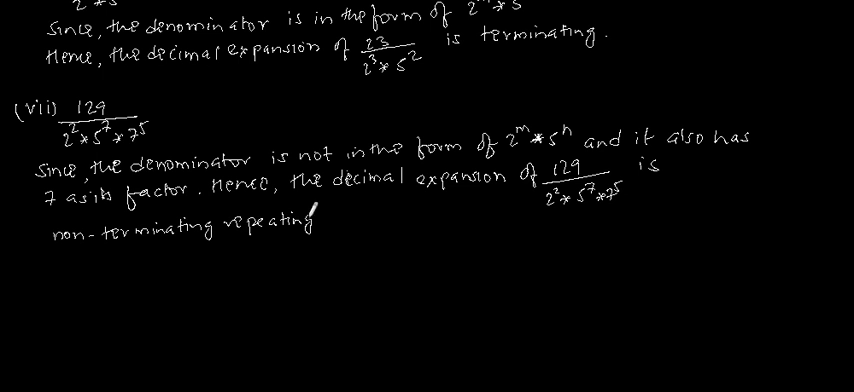 Since, the denominator is in the form of 2
Hence, the decimal expansion of 23/2^3*5^2 is terminating.
(vii) 129/2^2*5^7*7^5
Since, the denominator is not in the form of 2^m*5^n and it also has
7 as its factor. Hence, the decimal expansion of 129/2^2*5^7*7^5 is
non-terminating repeating